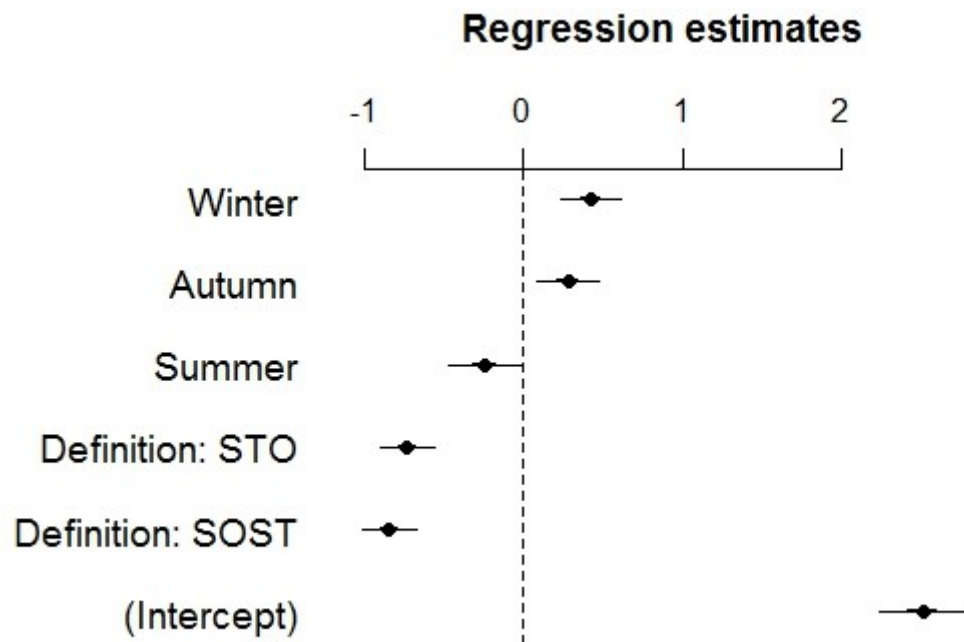 Regression estimates
-1 0 1 2
Winter
Autumn
Summer
Definition: STO
Definition: SOST
(Intercept)